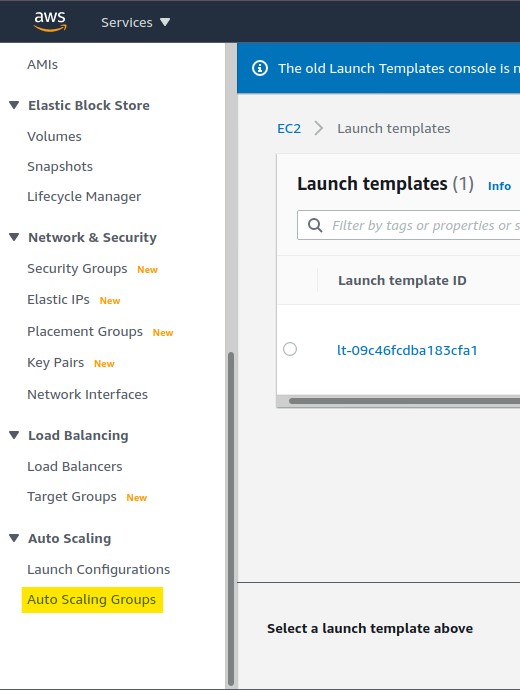 aws
Services
AMIs
Elastic Block Store
Volumes
Snapshots
Lifecycle Manager
Network & Security
Security Groups New
Elastic IPs New
Placement Groups New
Key Pairs New
Network Interfaces
Load Balancing
Load Balancers
Target Groups New
Auto Scaling
Launch Configurations
Auto Scaling Groups
The old Launch Templates console is n
EC2 > Launch templates
Launch templates (1) Info
Filter by tags or properties or s
Launch template ID
lt-09c46fcdba183cfa1
Select a launch template above